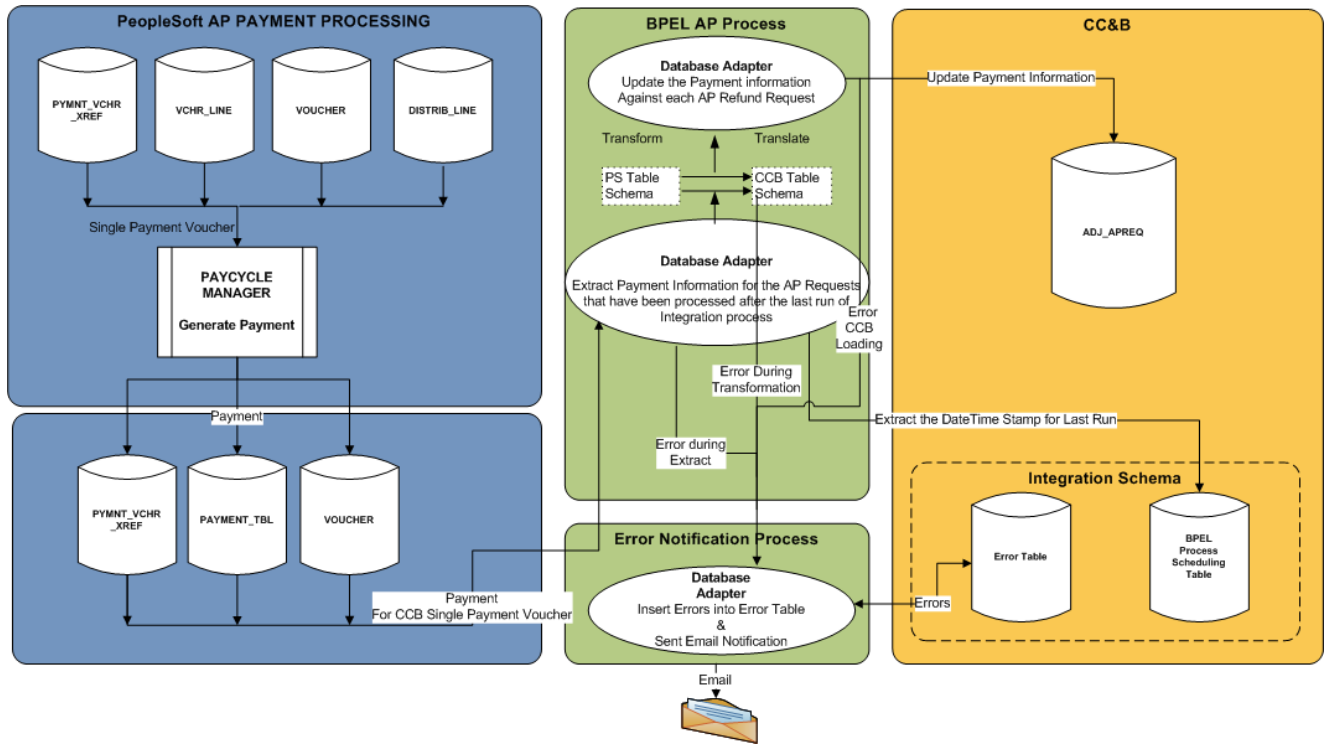 PeopleSoft AP PAYMENT PROCESSING
PYMNT_VCHR
_XREF
VCHR_LINE
VOUCHER
DISTRIB_LINE
Single Payment Voucher
PAYCYCLE
MANAGER
Generate Payment
Payment
PYMNT_VCHR
_XREF
PAYMENT_TBL
VOUCHER
Payment
For CCB Single Payment Voucher
BPEL AP Process
Database Adapter
Update the Payment information
Against each AP Refund Request
Transform
Translate
PS Table
Schema
CCB Table
Schema
Database Adapter
Extract Payment Information for the AP Requests
that have been processed after the last run of
Integration process
Error
CCB
Loading
Error During
Transformation
Error during
Extract
Error Notification Process
Database
Adapter
Insert Errors into Error Table
&
Sent Email Notification
Email
CC&B
Update Payment Information
ADJ_APREQ
Extract the DateTime Stamp for Last Run
Integration Schema
Error Table
BPEL
Process
Scheduling
Table
Errors